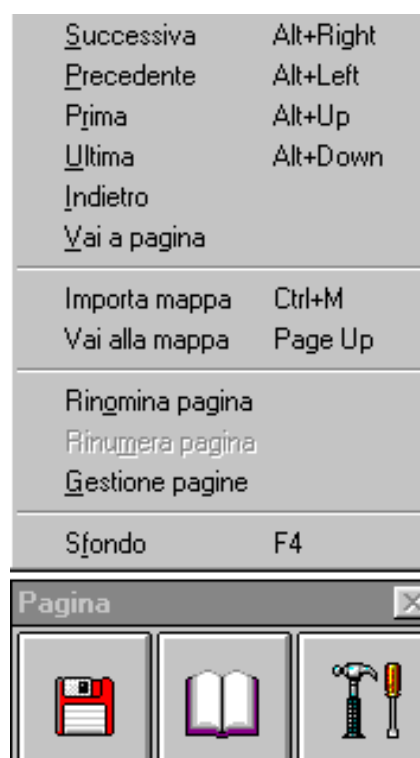 Successiva Alt+Right
Precedente Alt+Left
Prima Alt+Up
Ultima Alt+Down
Indietro
Vai a pagina
Importa mappa Ctrl+M
Vai alla mappa Page Up
Rinomina pagina
Rinumera pagina
Gestione pagine
Sfondo F4
Pagina